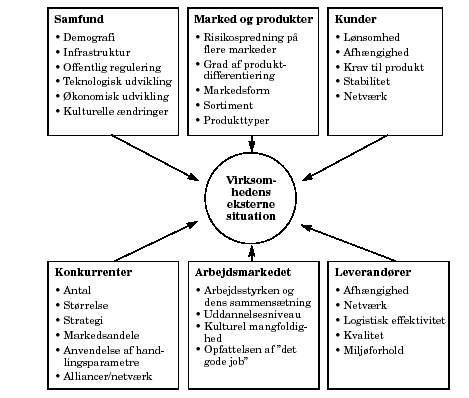 Samfund
• Demografi
• Infrastruktur
• Offentlig regulering
• Teknologisk udvikling
• Økonomisk udvikling
• Kulturelle ændringer
Marked og produkter
• Risikospredning på
flere markeder
• Grad af produkt-
differentiering
• Markedsform
• Sortiment
• Produkttyper
Kunder
• Lønsomhed
• Afhængighed
• Krav til produkt
• Stabilitet
• Netværk
Virksom-
hedens
eksterne
situation
Konkurrenter
• Antal
• Størrelse
• Strategi
• Markedsandele
• Anvendelse af hand-
lingsparametre
• Alliancer/netværk
Arbejdsmarkedet
• Arbejdsstyrken og
dens sammensætning
• Uddannelsesniveau
• Kulturel mangfoldig-
hed
• Opfattelsen af ”det
gode job”
Leverandører
• Afhængighed
• Netværk
• Logistisk effektivitet
• Kvalitet
• Miljøforhold